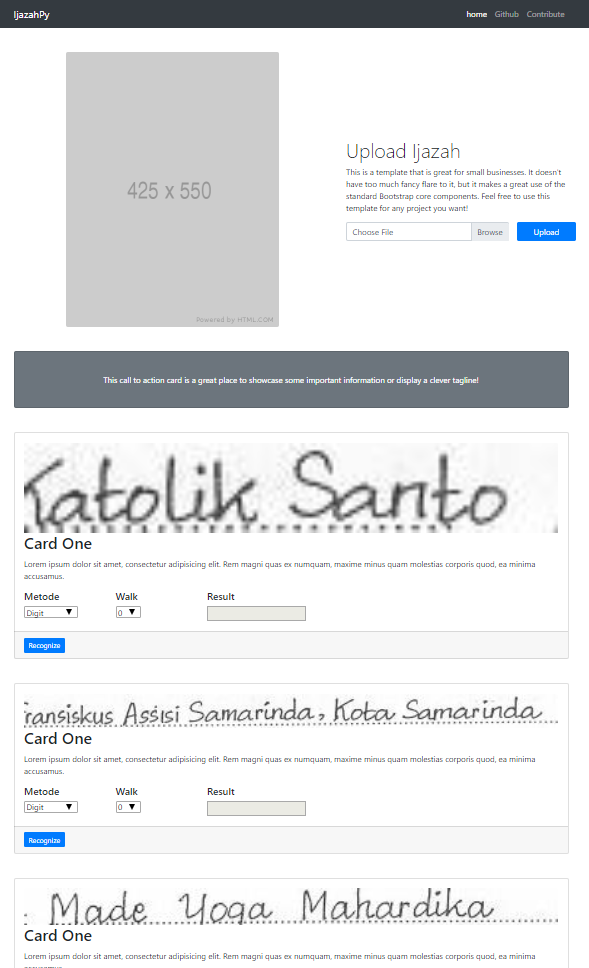 IjazahPy
home Github Contribute
425 x 550
Powered by HTML.COM
Upload Ijazah
This is a template that is great for small businesses. It doesn't
have too much fancy flare to it, but it makes a great use of the
standard Bootstrap core components. Feel free to use this
template for any project you want!
Choose File Browse Upload
This call to action card is a great place to showcase some important information or display a clever tagline!
Katolik Santo
Card One
Lorem ipsum dolor sit amet, consectetur adipisicing elit. Rem magni quas ex numquam, maxime minus quam molestias corporis quod, ea minima
accusamus.
Metode Walk Result
Digit 0
Recognize
Fransiskus Assisi Samarinda, Kota Samarinda
Card One
Lorem ipsum dolor sit amet, consectetur adipisicing elit. Rem magni quas ex numquam, maxime minus quam molestias corporis quod, ea minima
accusamus.
Metode Walk Result
Digit 0
Recognize
: Made Yoga Mahardika
Card One
Lorem ipsum dolor sit amet, consectetur adipisicing elit. Rem magni quas ex numquam, maxime minus quam molestias corporis quod, ea minima